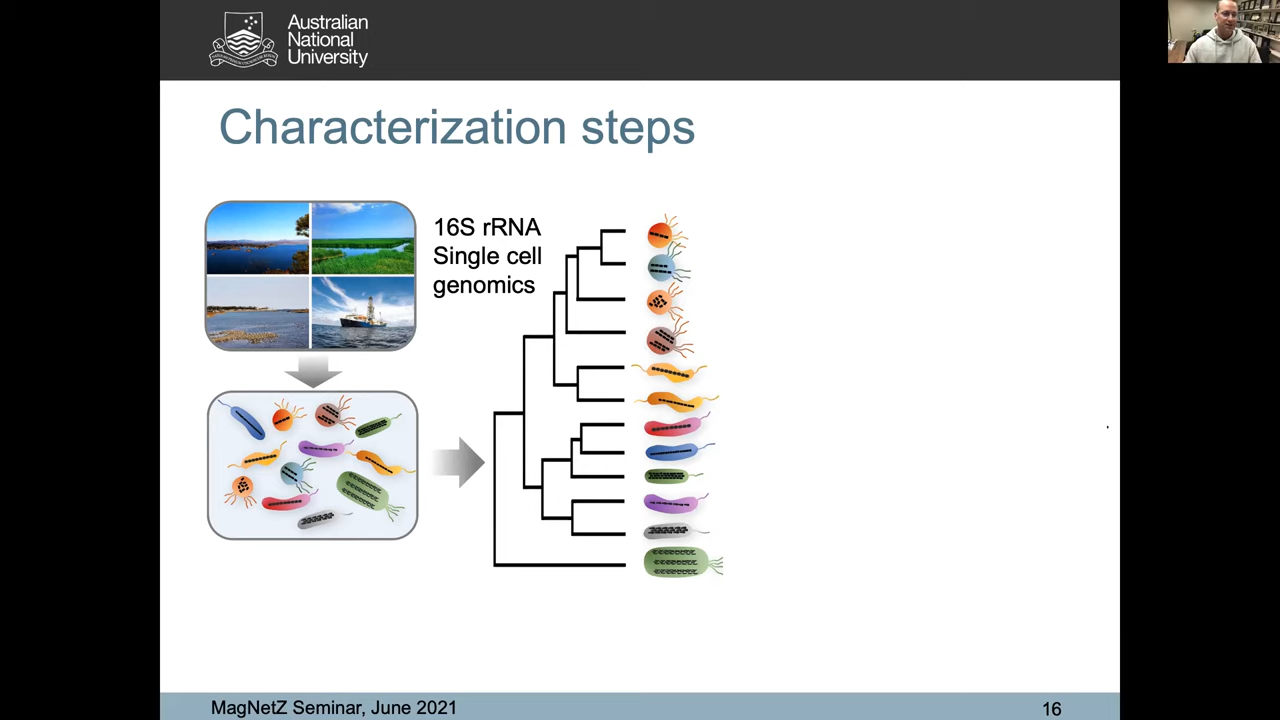 Australian
National
University
Characterization steps
16S rRNA
Single cell
genomics
MagNetZ Seminar, June 2021
16